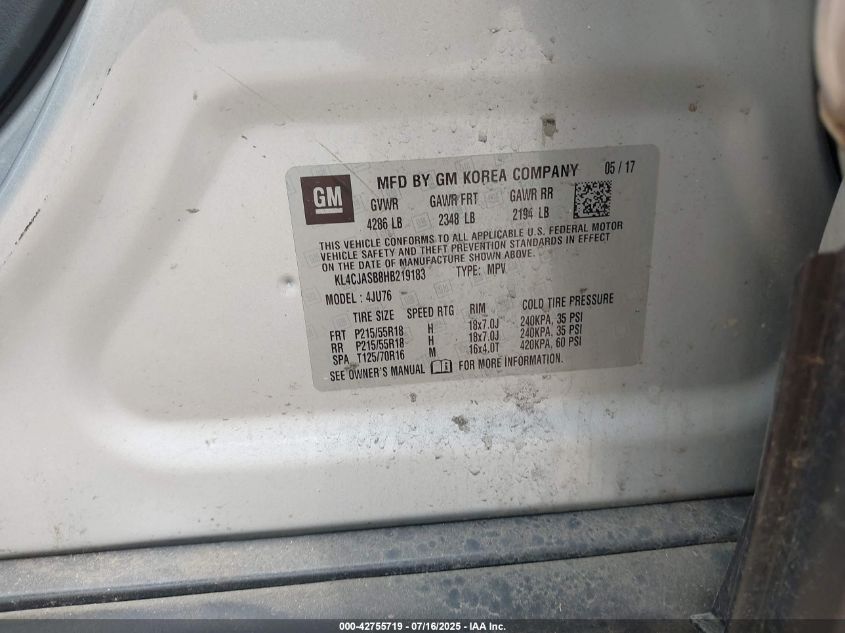 GM
MFD BY GM KOREA COMPANY 05 / 17
GVWR GAWR FRT GAWR RR
4286 LB 2348 LB 2194 LB
THIS VEHICLE CONFORMS TO ALL APPLICABLE U.S. FEDERAL MOTOR
VEHICLE SAFETY AND THEFT PREVENTION STANDARDS IN EFFECT
ON THE DATE OF MANUFACTURE SHOWN ABOVE.
KL4CJASB8HB219183 TYPE: MPV
MODEL : 4JU76
TIRE SIZE SPEED RTG RIM COLD TIRE PRESSURE
FRT P215/55R18 H 18x7.0J 240KPA, 35 PSI
RR P215/55R18 H 18x7.0J 240KPA, 35 PSI
SPA T125/70R16 M 16x4.0T 420KPA, 60 PSI
SEE OWNER'S MANUAL FOR MORE INFORMATION.
000-42755719 - 07/16/2025 - IAA, Inc.